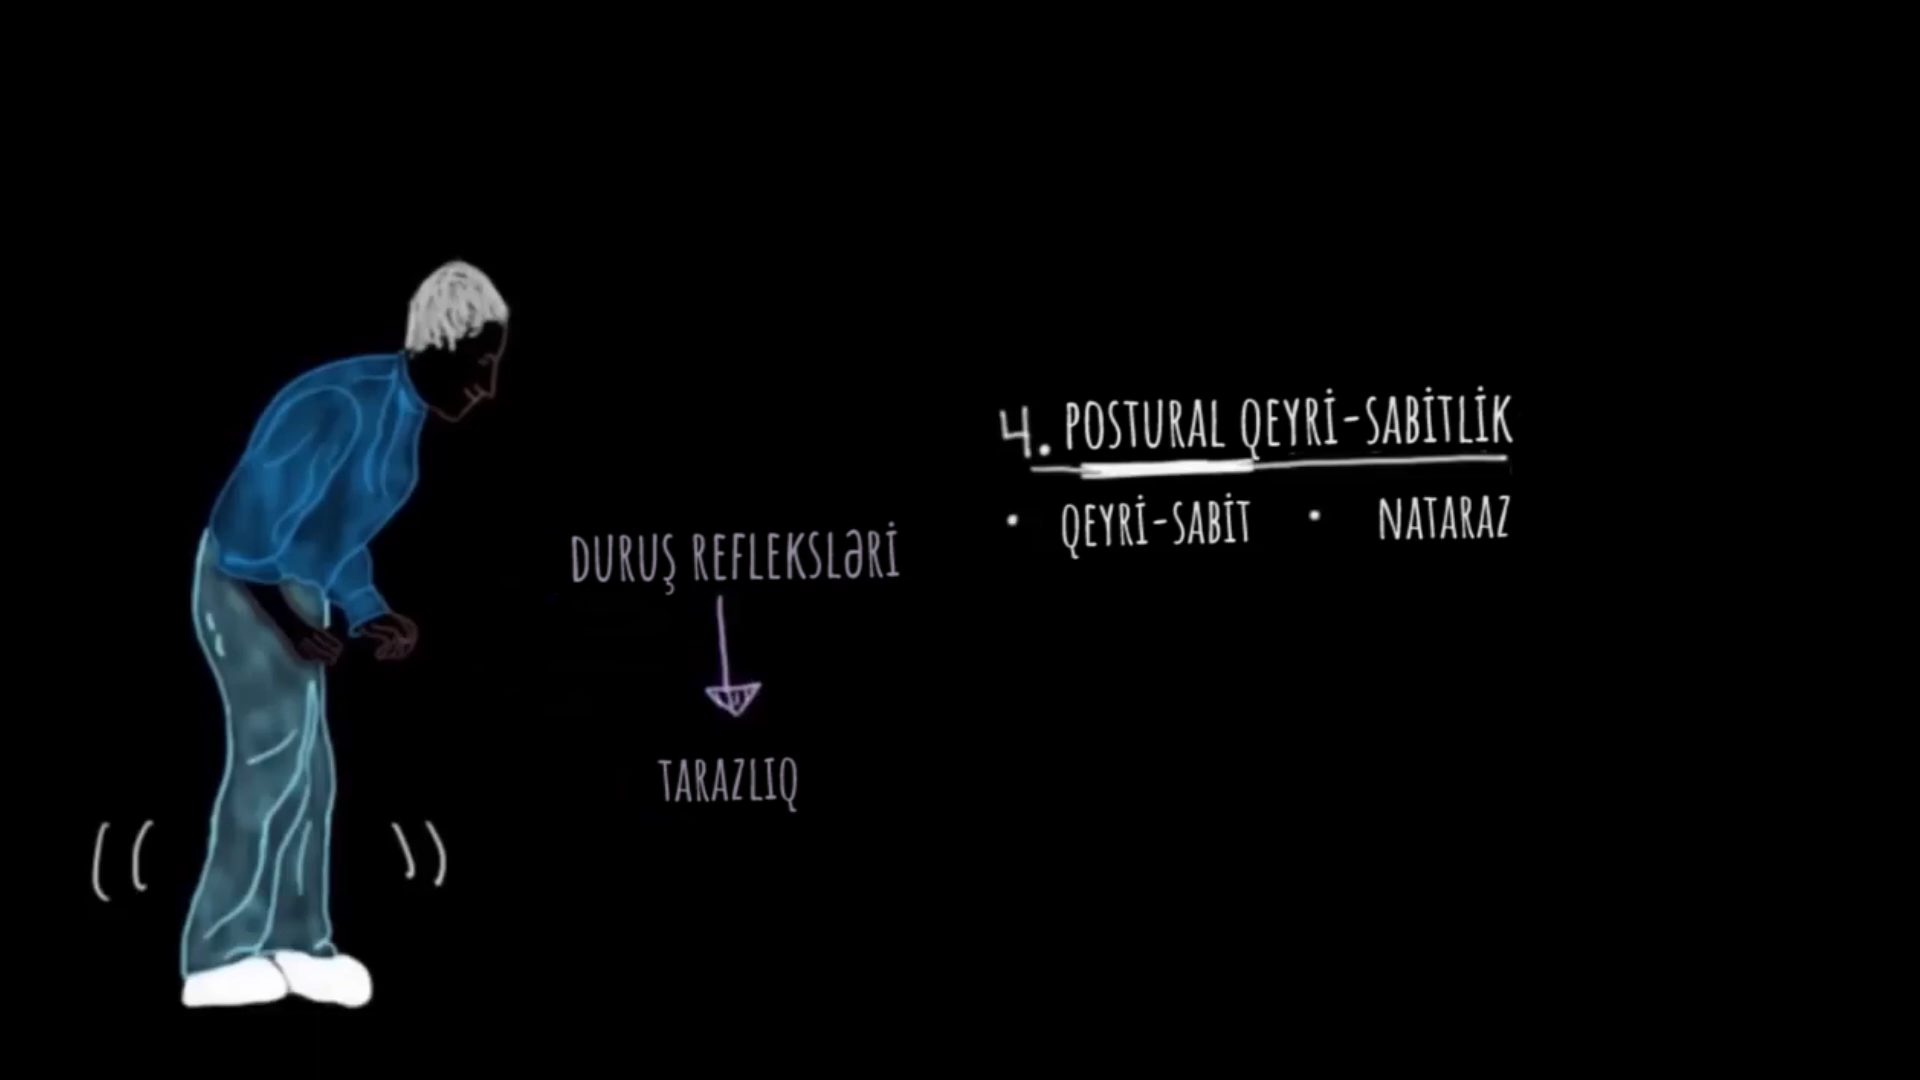 4. POSTURAL QEYRİ-SABİTLİK
• QEYRİ-SABİT • NATARAZ
DURUŞ REFLEKSLƏRİ
TARAZLIQ